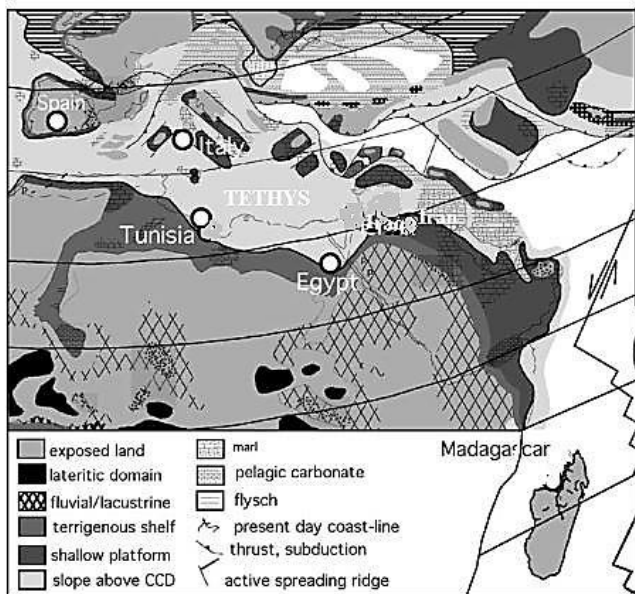 Spain
Italy
TETHYS
Iraq
Iran
Tunisia
Egypt
Madagascar
exposed land
lateritic domain
fluvial/lacustrine
terrigenous shelf
shallow platform
slope above CCD
marl
pelagic carbonate
flysch
present day coast-line
thrust, subduction
active spreading ridge